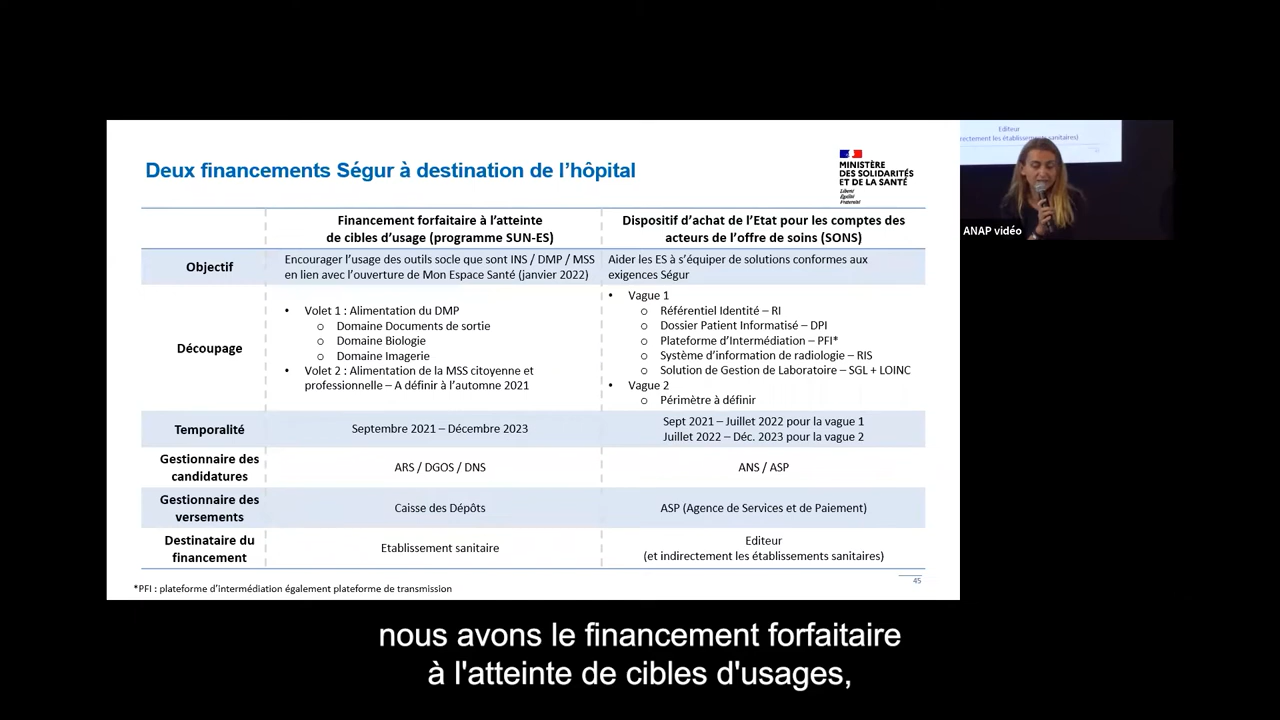 Deux financements Ségur à destination de l'hôpital
MINISTÈRE
DES SOLIDARITÉS
ET DE LA SANTÉ
Liberté
Égalité
Fraternité
Financement forfaitaire à l'atteinte
de cibles d'usage (programme SUN-ES)
Dispositif d'achat de l'Etat pour les comptes des
acteurs de l'offre de soins (SONS)
Objectif
Encourager l'usage des outils socle que sont INS / DMP / MSS
en lien avec l'ouverture de Mon Espace Santé (janvier 2022)
Aider les ES à s'équiper de solutions conformes aux
exigences Ségur
Découpage
• Volet 1 : Alimentation du DMP
o Domaine Documents de sortie
o Domaine Biologie
o Domaine Imagerie
• Volet 2 : Alimentation de la MSS citoyenne et
professionnelle – A définir à l'automne 2021
• Vague 1
o Référentiel Identité – RI
o Dossier Patient Informatisé – DPI
o Plateforme d'Intermédiation – PFI*
o Système d'information de radiologie – RIS
o Solution de Gestion de Laboratoire – SGL + LOINC
• Vague 2
o Périmètre à définir
Temporalité
Septembre 2021 – Décembre 2023
Sept 2021 – Juillet 2022 pour la vague 1
Juillet 2022 – Déc. 2023 pour la vague 2
Gestionnaire des
candidatures
ARS / DGOS / DNS
ANS / ASP
Gestionnaire des
versements
Caisse des Dépôts
ASP (Agence de Services et de Paiement)
Destinataire du
financement
Etablissement sanitaire
Editeur
(et indirectement les établissements sanitaires)
45
*PFI : plateforme d'intermédiation également plateforme de transmission
Editeur
rectement les établissements sanitaires)
ANAP vidéo
nous avons le financement forfaitaire
à l'atteinte de cibles d'usages,